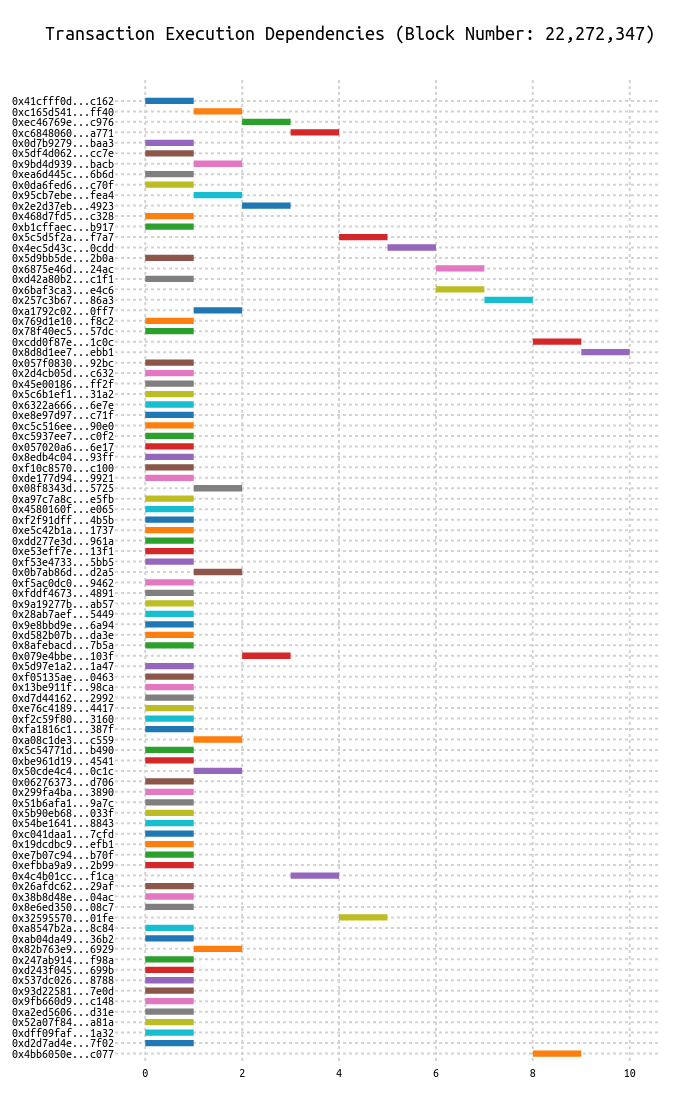 Transaction Execution Dependencies (Block Number: 22,272,347)
0x41cfff0d...c162
0xc165d541...ff40
0xec46769e...c976
0xc6848060...a771
0x0d7b9279...baa3
0x5df4d062...cc7e
0x9bd4d939...bacb
0xea6d445c...6b6d
0x0da6fed6...c70f
0x95cb7ebe...fea4
0x2e2d37eb...4923
0x468d7fd5...c328
0xb1cffaec...b917
0x5c5d5f2a...f7a7
0x4ec5d43c...0cdd
0x5d9bb5de...2b0a
0x6875e46d...24ac
0xd42a80b2...c1f1
0x6baf3ca3...e4c6
0x257c3b67...86a3
0xa1792c02...0ff7
0x769d1e10...f8c2
0x78f40ec5...57dc
0xcdd0f87e...1c0c
0x8d8d1ee7...ebb1
0x057f0830...92bc
0x2d4cb05d...c632
0x45e00186...ff2f
0x5c6b1ef1...31a2
0x6322a666...6e7e
0xe8e97d97...c71f
0xc5c516ee...90e0
0xc5937ee7...c0f2
0x057020a6...6e17
0x8edb4c04...93ff
0xf10c8570...c100
0xde177d94...9921
0x08f8343d...5725
0xa97c7a8c...e5fb
0x4580160f...e065
0xf2f91dff...4b5b
0xe5c42b1a...1737
0xdd277e3d...961a
0xe53eff7e...13f1
0xf53e4733...5bb5
0x0b7ab86d...d2a5
0xf5ac0dc0...9462
0xfddf4673...4891
0x9a19277b...ab57
0x28ab7aef...5449
0x9e8bbd9e...6a94
0xd582b07b...da3e
0x8afebacd...7b5a
0x079e4bbe...103f
0x5d97e1a2...1a47
0xf05135ae...0463
0x13be911f...98ca
0xd7d44162...2992
0xe76c4189...4417
0xf2c59f80...3160
0xfa1816c1...387f
0xa08c1de3...c559
0x5c54771d...b490
0xbe961d19...4541
0x50cde4c4...0c1c
0x06276373...d706
0x299fa4ba...3890
0x51b6afa1...9a7c
0x5b90eb68...033f
0x54be1641...8843
0xc041daa1...7cfd
0x19dcdbc9...efb1
0xe7b07c94...b70f
0xefbba9a9...2b99
0x4c4b01cc...f1ca
0x26afdc62...29af
0x38b8d48e...04ac
0x8e6ed350...08c7
0x32595570...01fe
0xa8547b2a...8c84
0xab04da49...36b2
0x82b763e9...6929
0x247ab914...f98a
0xd243f045...699b
0x537dc026...8788
0x93d22581...7e0d
0x9fb660d9...c148
0xa2ed5606...d31e
0x52a07f84...a81a
0xdff09faf...1a32
0xd2d7ad4e...7f02
0x4bb6050e...c077
0 2 4 6 8 10